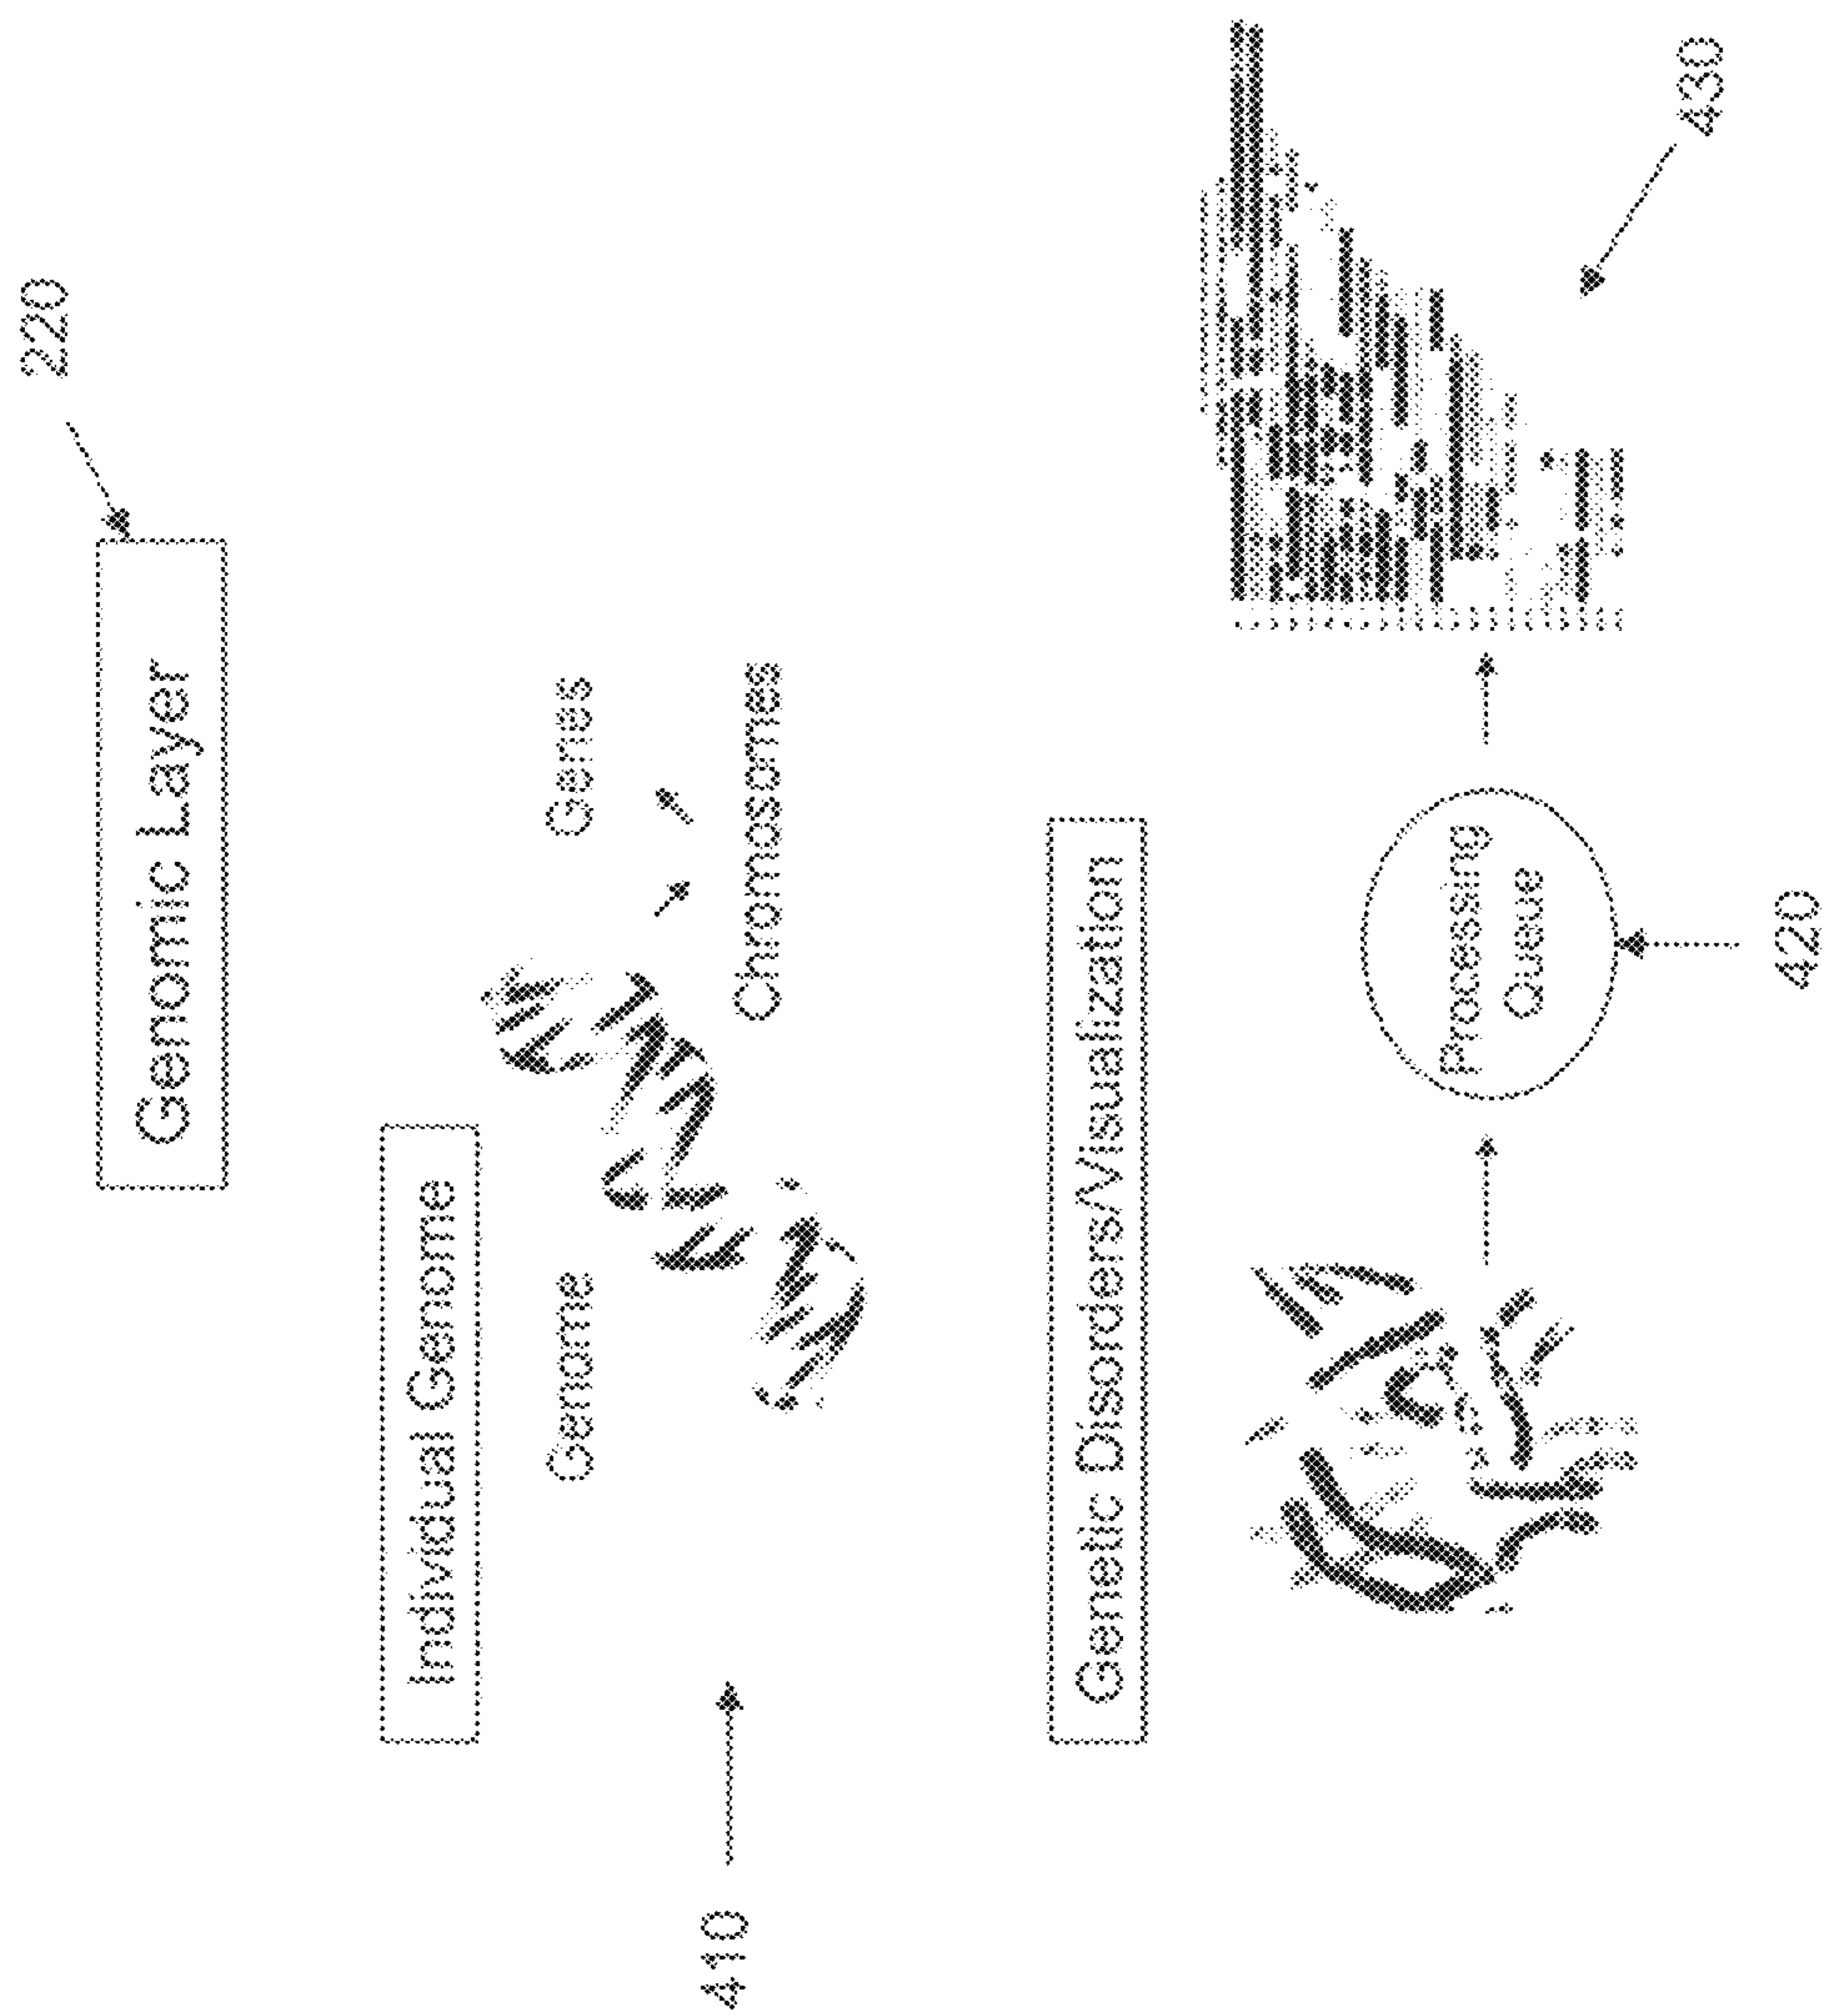 220
Genomic Layer
Individual Genome
Genome
Genes
410
Chromosomes
Genetic Disorders/Visualization
Processing
Queue
430
420